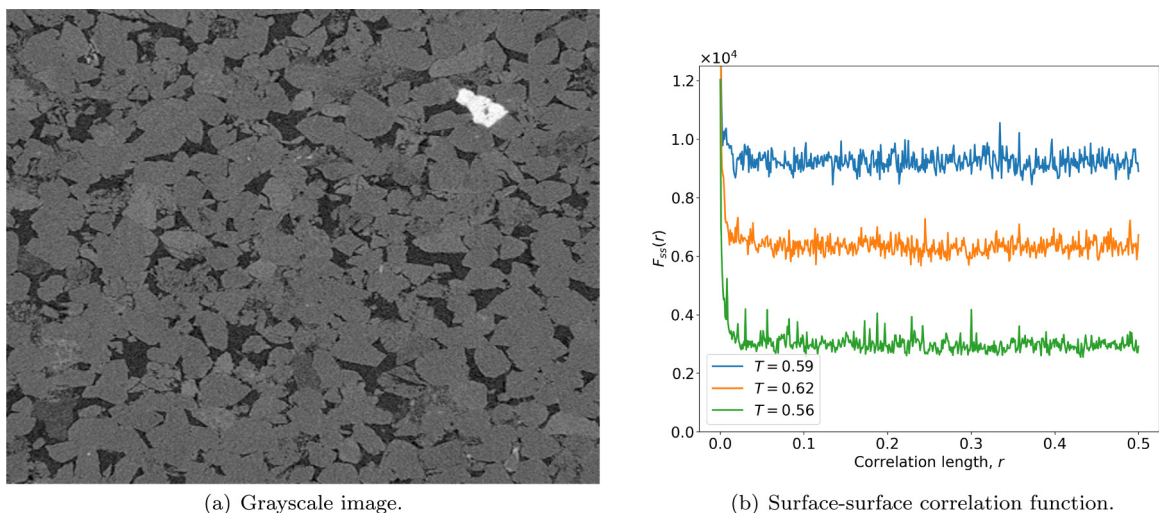 ×10⁴
1.2
1.0
0.8
0.6
0.4
0.2
0.0
F_ss(r)
T = 0.59
T = 0.62
T = 0.56
0.0 0.1 0.2 0.3 0.4 0.5
Correlation length, r
(a) Grayscale image.
(b) Surface-surface correlation function.